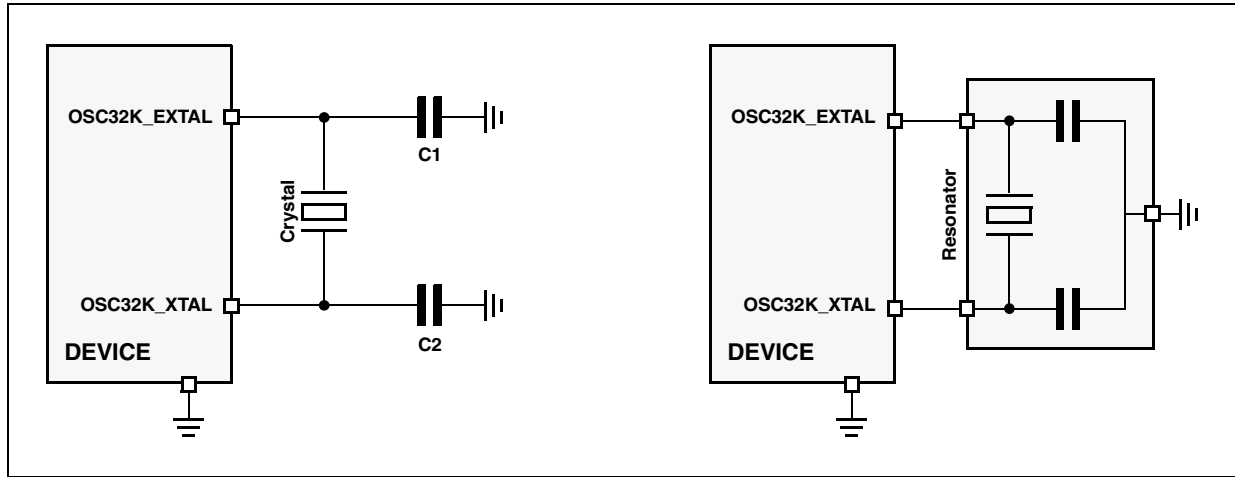 OSC32K_EXTAL
C1
Crystal
OSC32K_XTAL
C2
DEVICE
OSC32K_EXTAL
Resonator
OSC32K_XTAL
DEVICE